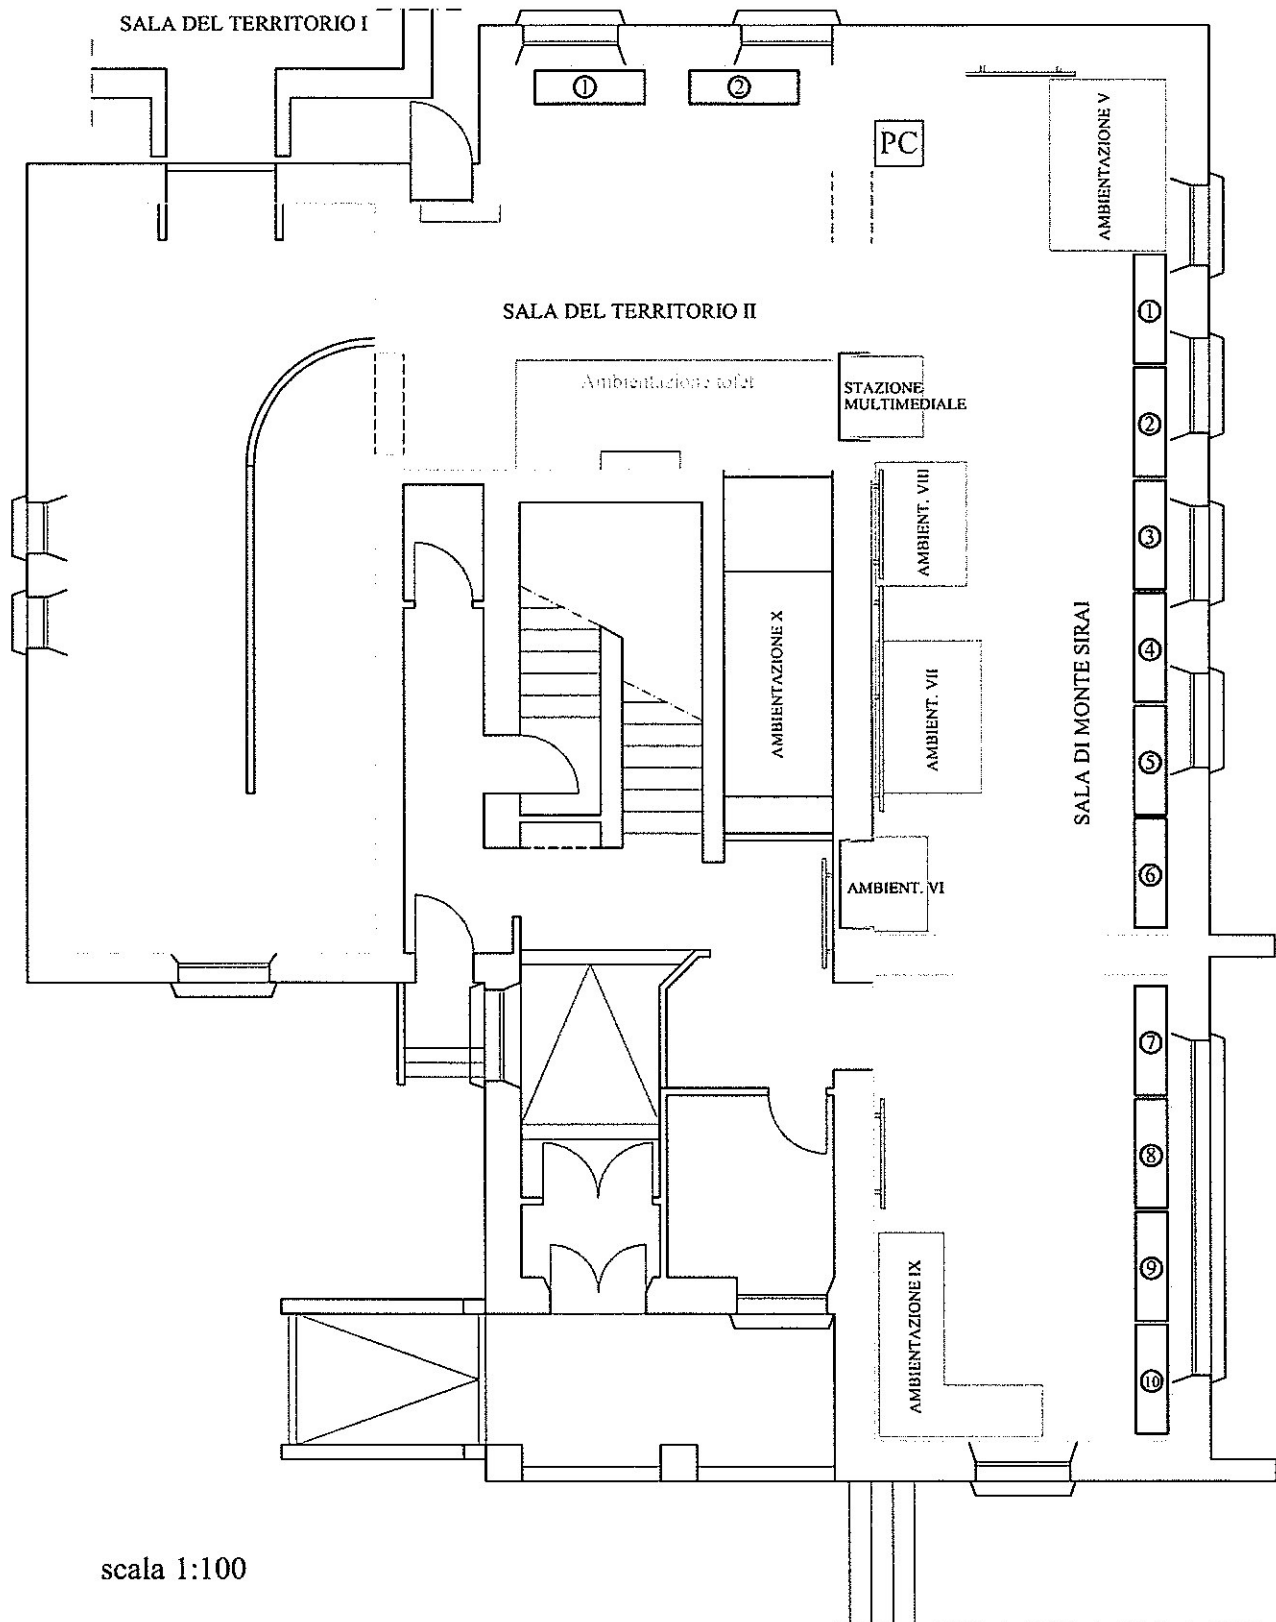 SALA DEL TERRITORIO I
①
②
PC
AMBIENTAZIONE V
SALA DEL TERRITORIO II
①
Ambientazione tofet
STAZIONE
MULTIMEDIALE
②
AMBIENT. VIII
③
AMBIENTAZIONE X
AMBIENT. VII
SALA DI MONTE SIRAI
④
⑤
AMBIENT. VI
⑥
⑦
⑧
AMBIENTAZIONE IX
⑨
⑩
scala 1:100